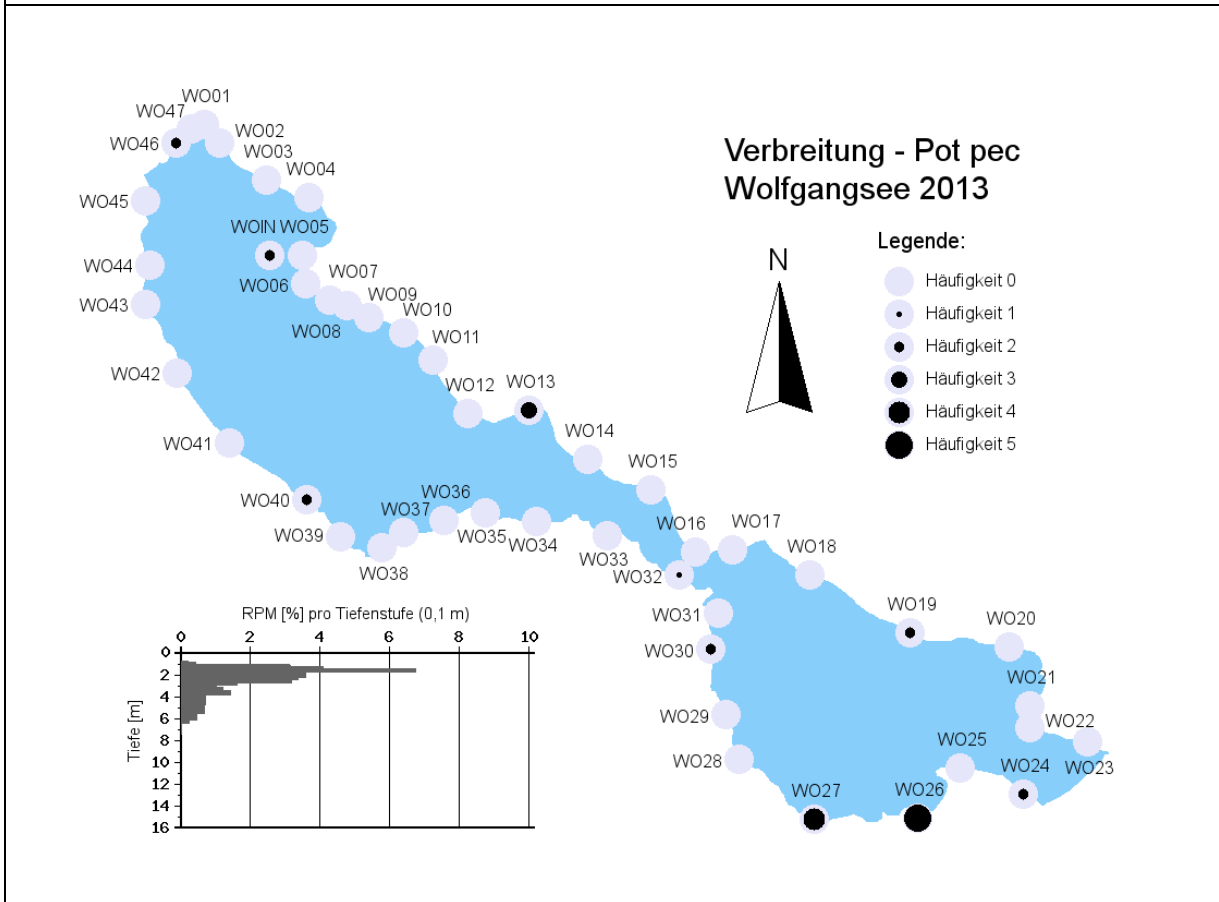 Verbreitung - Pot pec
Wolfgangsee 2013
Legende:
Häufigkeit 0
Häufigkeit 1
Häufigkeit 2
Häufigkeit 3
Häufigkeit 4
Häufigkeit 5
N
WO01
WO47
WO46
WO02
WO03
WO04
WO45
WOIN WO05
WO44
WO06
WO07
WO43
WO09
WO08
WO10
WO11
WO42
WO12
WO13
WO41
WO14
WO15
WO40
WO36
WO37
WO39
WO35
WO34
WO38
WO33
WO16
WO17
WO32
WO18
WO31
WO19
WO20
WO30
WO21
WO29
WO22
WO28
WO25
WO23
WO24
WO27
WO26
RPM [%] pro Tiefenstufe (0,1 m)
0 2 4 6 8 10
Tiefe [m]
0
2
4
6
8
10
12
14
16